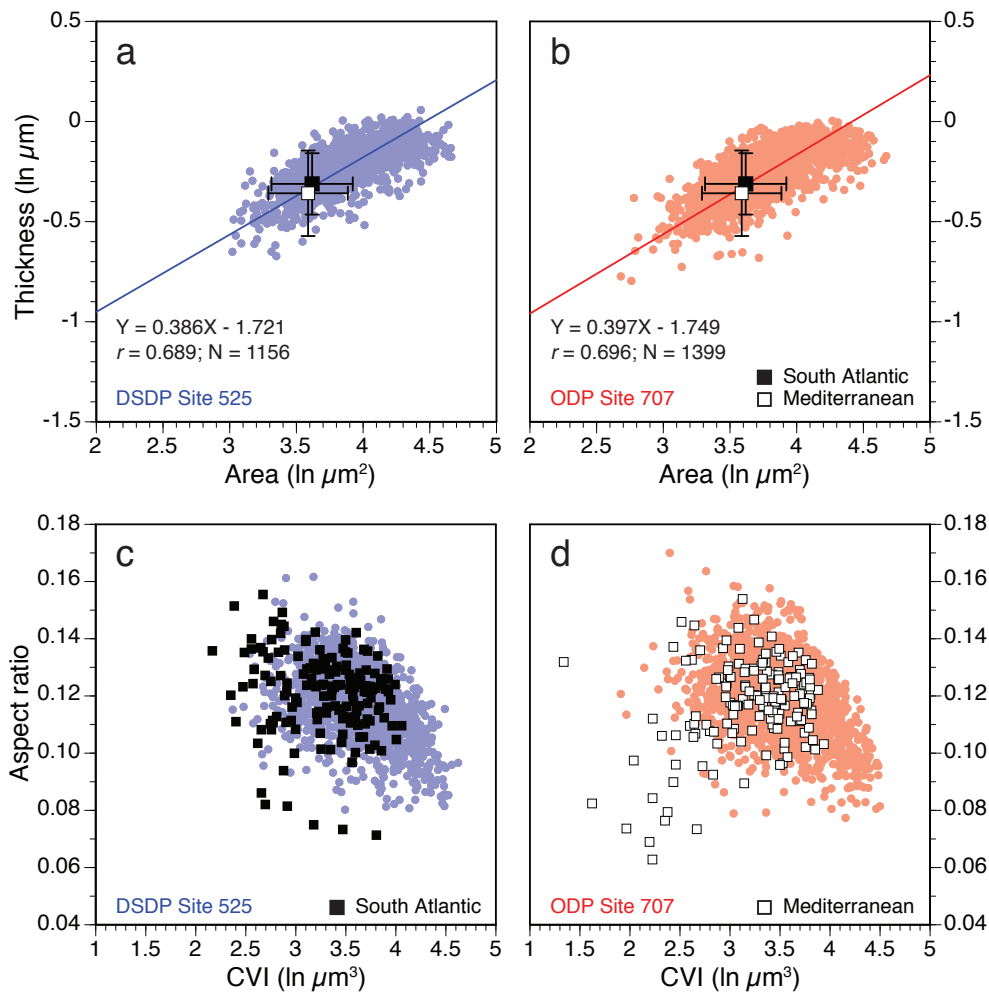 a
0.5
0
-0.5
-1
-1.5
Thickness (ln μm)
Y = 0.386X - 1.721
r = 0.689; N = 1156
DSDP Site 525
2 2.5 3 3.5 4 4.5 5
Area (ln μm²)
b
0.5
0
-0.5
-1
-1.5
Y = 0.397X - 1.749
r = 0.696; N = 1399
South Atlantic
ODP Site 707
Mediterranean
2 2.5 3 3.5 4 4.5 5
Area (ln μm²)
c
0.18
0.16
0.14
0.12
0.10
0.08
0.06
0.04
Aspect ratio
DSDP Site 525
South Atlantic
1 1.5 2 2.5 3 3.5 4 4.5 5
CVI (ln μm³)
d
0.18
0.16
0.14
0.12
0.10
0.08
0.06
0.04
ODP Site 707
Mediterranean
1 1.5 2 2.5 3 3.5 4 4.5 5
CVI (ln μm³)